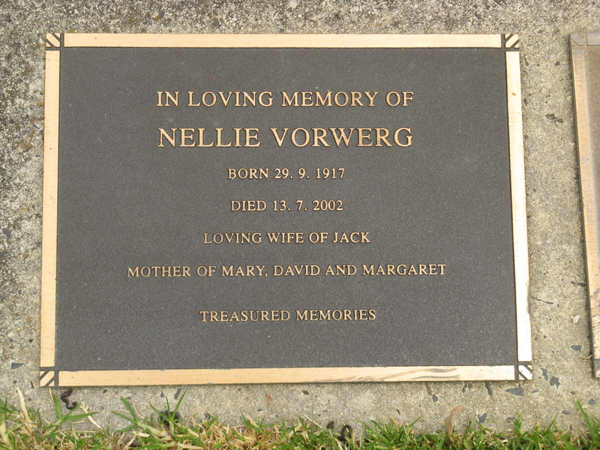 IN LOVING MEMORY OF
NELLIE VORWERG
BORN 29. 9. 1917
DIED 13. 7. 2002
LOVING WIFE OF JACK
MOTHER OF MARY, DAVID AND MARGARET
TREASURED MEMORIES